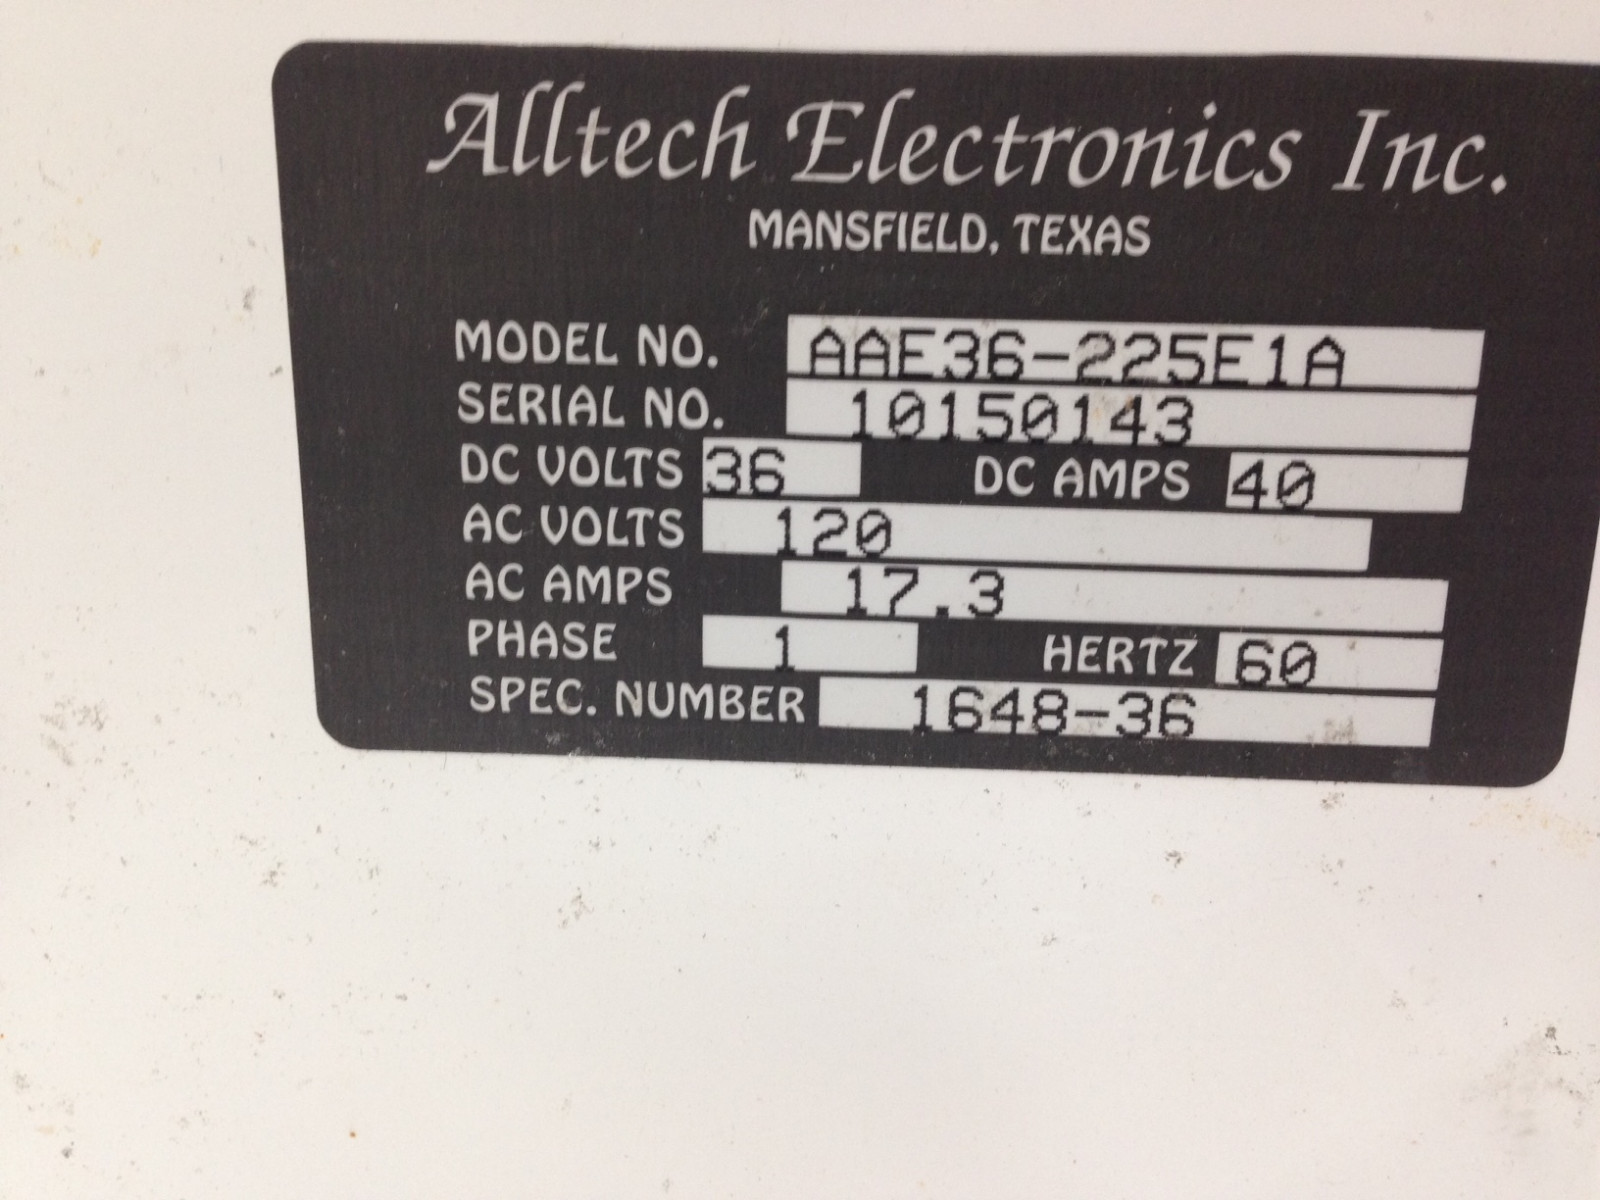 Alltech Electronics Inc.
MANSFIELD, TEXAS
MODEL NO. AAE36-225E1A
SERIAL NO. 10150143
DC VOLTS 36 DC AMPS 40
AC VOLTS 120
AC AMPS 17.3
PHASE 1 HERTZ 60
SPEC. NUMBER 1648-36